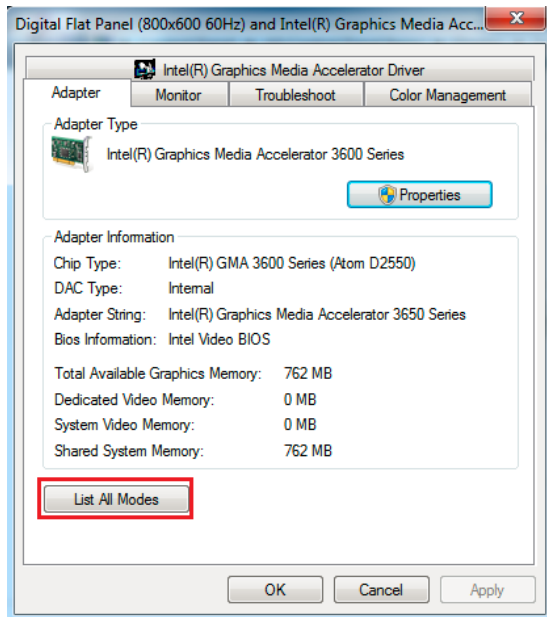 Digital Flat Panel (800x600 60Hz) and Intel(R) Graphics Media Acc...
Intel(R) Graphics Media Accelerator Driver
Adapter Monitor Troubleshoot Color Management
Adapter Type
Intel(R) Graphics Media Accelerator 3600 Series
Properties
Adapter Information
Chip Type: Intel(R) GMA 3600 Series (Atom D2550)
DAC Type: Internal
Adapter String: Intel(R) Graphics Media Accelerator 3650 Series
Bios Information: Intel Video BIOS
Total Available Graphics Memory: 762 MB
Dedicated Video Memory: 0 MB
System Video Memory: 0 MB
Shared System Memory: 762 MB
List All Modes
OK Cancel Apply